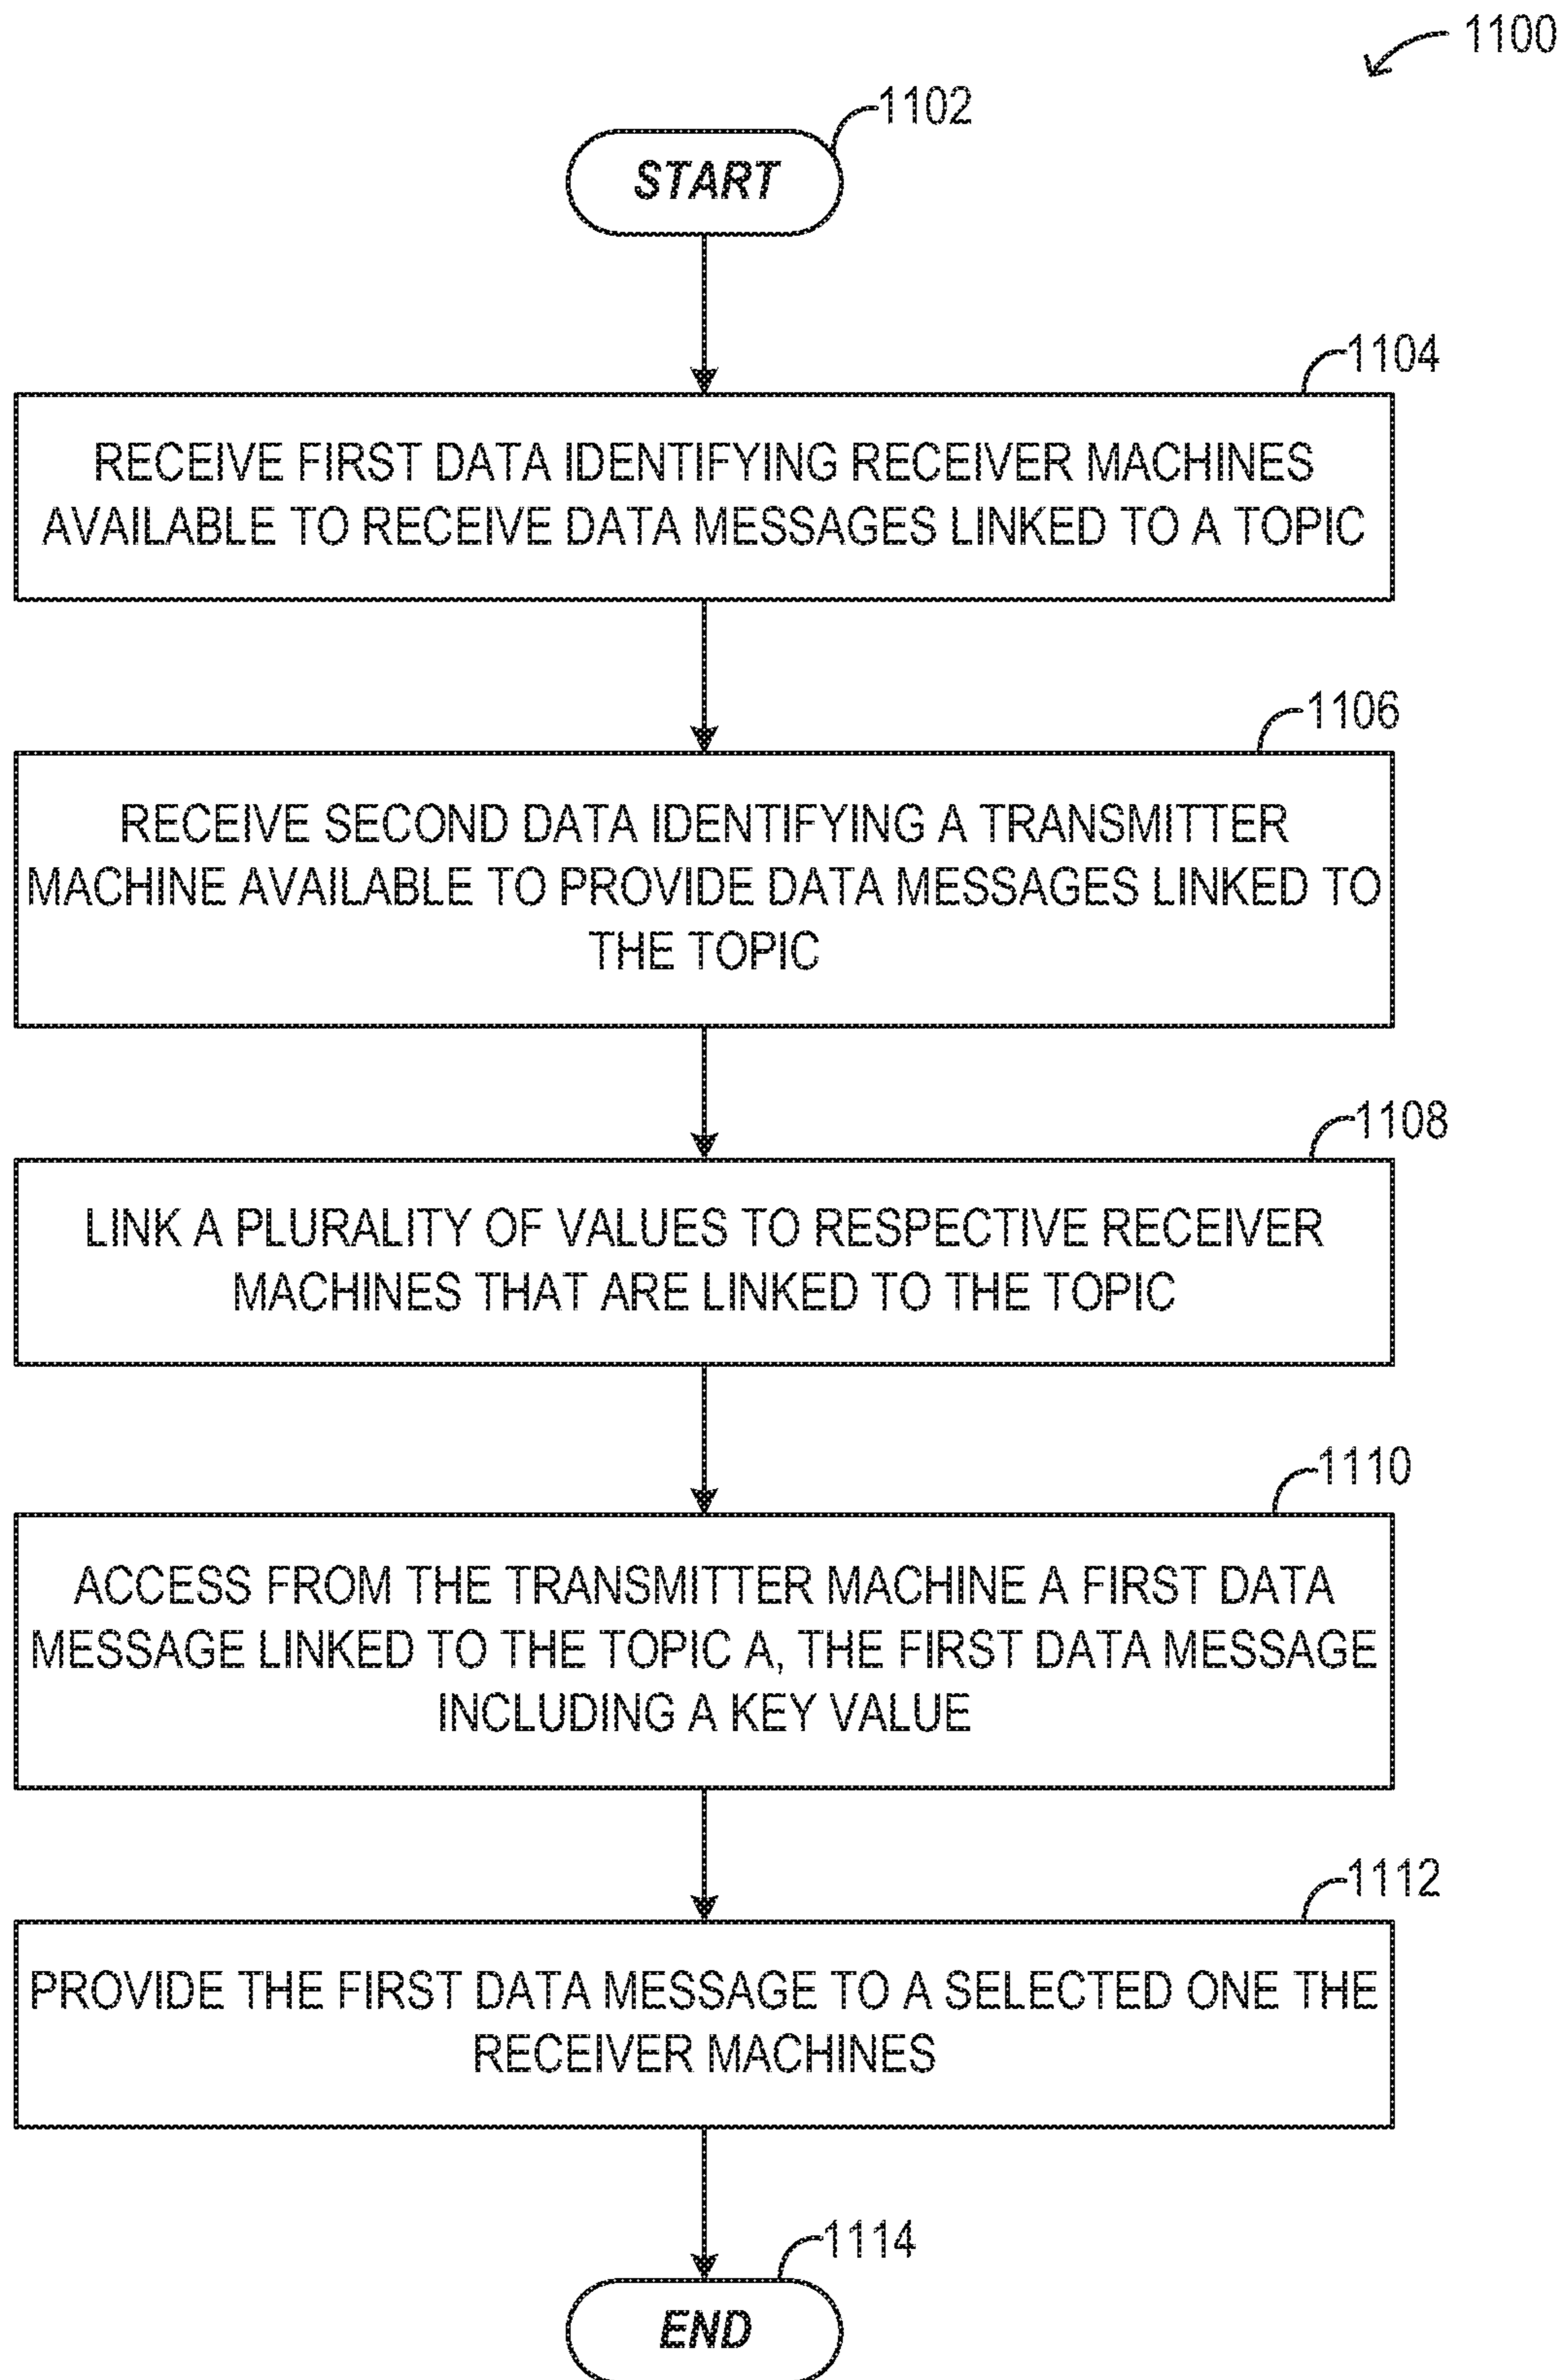 1100
1102
START
1104
RECEIVE FIRST DATA IDENTIFYING RECEIVER MACHINES
AVAILABLE TO RECEIVE DATA MESSAGES LINKED TO A TOPIC
1106
RECEIVE SECOND DATA IDENTIFYING A TRANSMITTER
MACHINE AVAILABLE TO PROVIDE DATA MESSAGES LINKED TO
THE TOPIC
1108
LINK A PLURALITY OF VALUES TO RESPECTIVE RECEIVER
MACHINES THAT ARE LINKED TO THE TOPIC
1110
ACCESS FROM THE TRANSMITTER MACHINE A FIRST DATA
MESSAGE LINKED TO THE TOPIC A, THE FIRST DATA MESSAGE
INCLUDING A KEY VALUE
1112
PROVIDE THE FIRST DATA MESSAGE TO A SELECTED ONE THE
RECEIVER MACHINES
1114
END